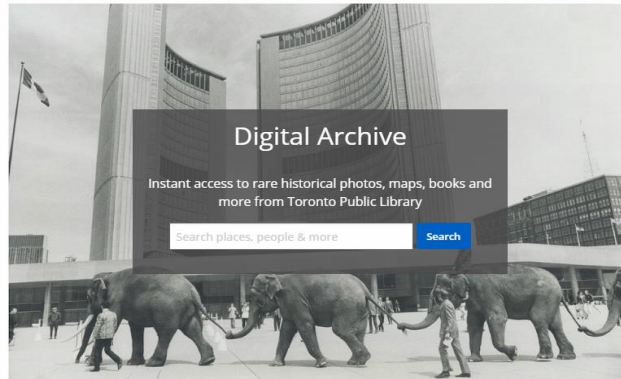 Digital Archive
Instant access to rare historical photos, maps, books and
more from Toronto Public Library
Search places, people & more
Search